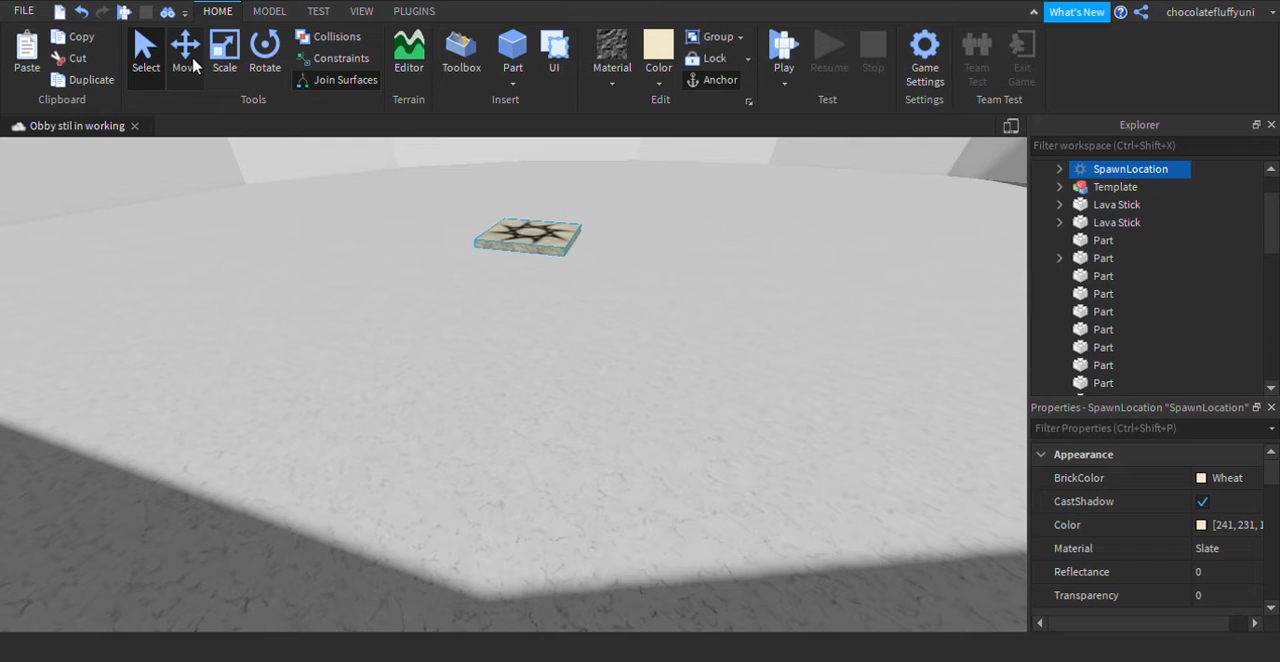 FILE HOME MODEL TEST VIEW PLUGINS What's New chocolatefluffyuni
Paste Copy Cut Duplicate
Clipboard
Select Move Scale Rotate Collisions Constraints Join Surfaces
Tools
Editor
Terrain
Toolbox Part UI
Insert
Material Color Group Lock Anchor
Edit
Play Resume Stop
Test
Game Settings
Settings
Team Test Exit Game
Team Test
Obby stil in working
Explorer
Filter workspace (Ctrl+Shift+X)
SpawnLocation
Template
Lava Stick
Lava Stick
Part
Part
Part
Part
Part
Part
Part
Part
Part
Properties - SpawnLocation "SpawnLocation"
Filter Properties (Ctrl+Shift+P)
Appearance
BrickColor Wheat
CastShadow
Color [241, 231, 1
Material Slate
Reflectance 0
Transparency 0